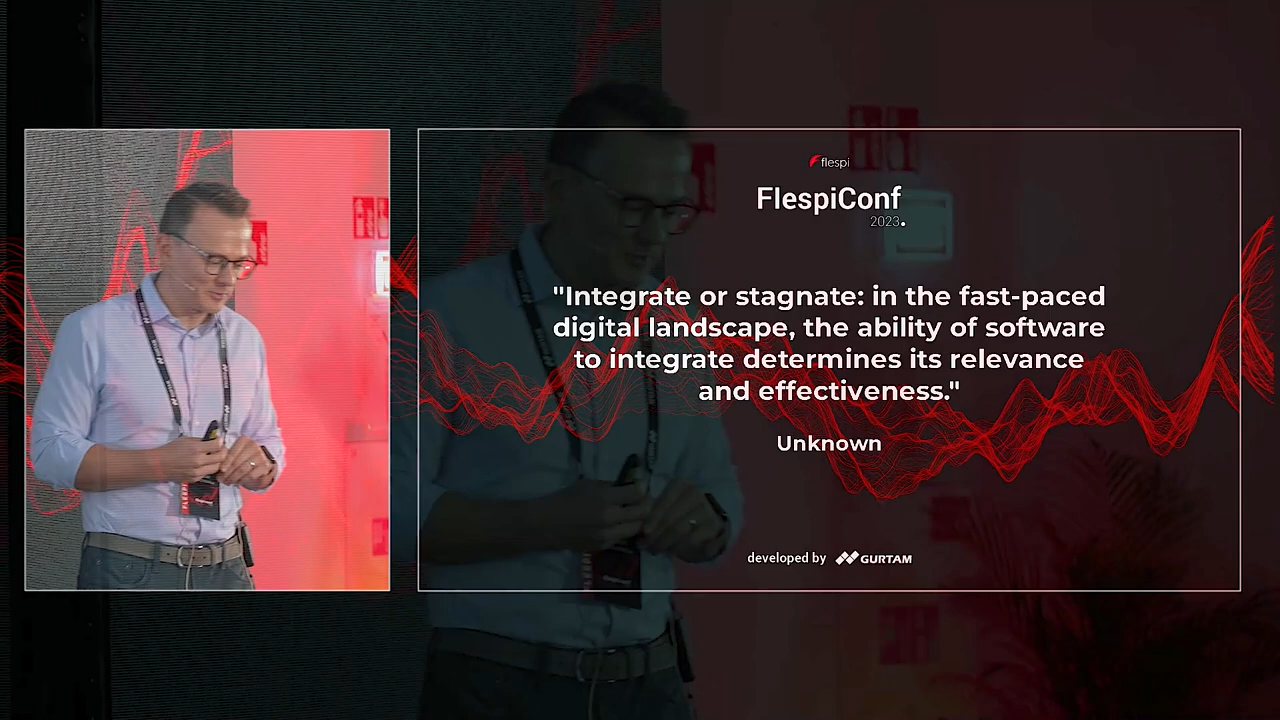 flespi
FlespiConf
2023.
"Integrate or stagnate: in the fast-paced
digital landscape, the ability of software
to integrate determines its relevance
and effectiveness."
Unknown
developed by GURTAM